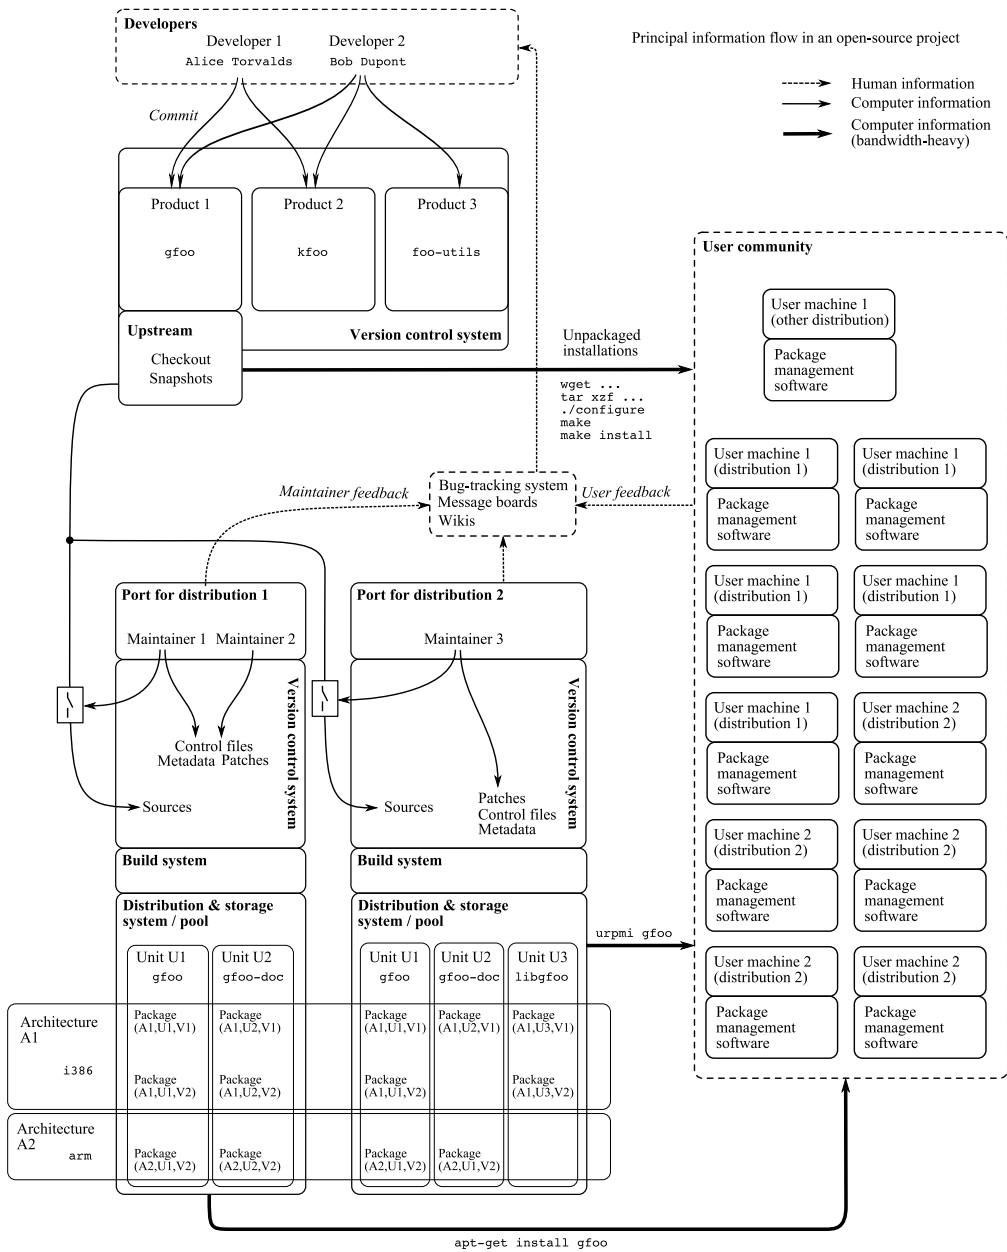 Developers
Developer 1
Alice Torvalds
Developer 2
Bob Dupont
Principal information flow in an open-source project
Human information
Computer information
Computer information
(bandwidth-heavy)
Commit
Product 1
gfoo
Product 2
kfoo
Product 3
foo-utils
Upstream
Version control system
Checkout
Snapshots
Unpackaged
installations
wget ...
tar xzf ...
./configure
make
make install
User community
User machine 1
(other distribution)
Package
management
software
Maintainer feedback
Bug-tracking system
Message boards
Wikis
User feedback
User machine 1
(distribution 1)
Package
management
software
User machine 1
(distribution 1)
Package
management
software
User machine 1
(distribution 1)
Package
management
software
User machine 1
(distribution 1)
Package
management
software
User machine 1
(distribution 1)
Package
management
software
User machine 2
(distribution 2)
Package
management
software
User machine 2
(distribution 2)
Package
management
software
User machine 2
(distribution 2)
Package
management
software
User machine 2
(distribution 2)
Package
management
software
User machine 2
(distribution 2)
Package
management
software
Port for distribution 1
Maintainer 1
Maintainer 2
Version control system
Control files
Metadata Patches
Sources
Build system
Distribution & storage
system / pool
Unit U1
gfoo
Unit U2
gfoo-doc
Port for distribution 2
Maintainer 3
Version control system
Patches
Control files
Metadata
Sources
Build system
Distribution & storage
system / pool
Unit U1
gfoo
Unit U2
gfoo-doc
Unit U3
libgfoo
urpmi gfoo
Architecture
A1
i386
Package
(A1,U1,V1)
Package
(A1,U2,V1)
Package
(A1,U1,V1)
Package
(A1,U2,V1)
Package
(A1,U3,V1)
Package
(A1,U1,V2)
Package
(A1,U2,V2)
Package
(A1,U1,V2)
Package
(A1,U3,V2)
Architecture
A2
arm
Package
(A2,U1,V2)
Package
(A2,U2,V2)
Package
(A2,U1,V2)
Package
(A2,U1,V2)
apt-get install gfoo